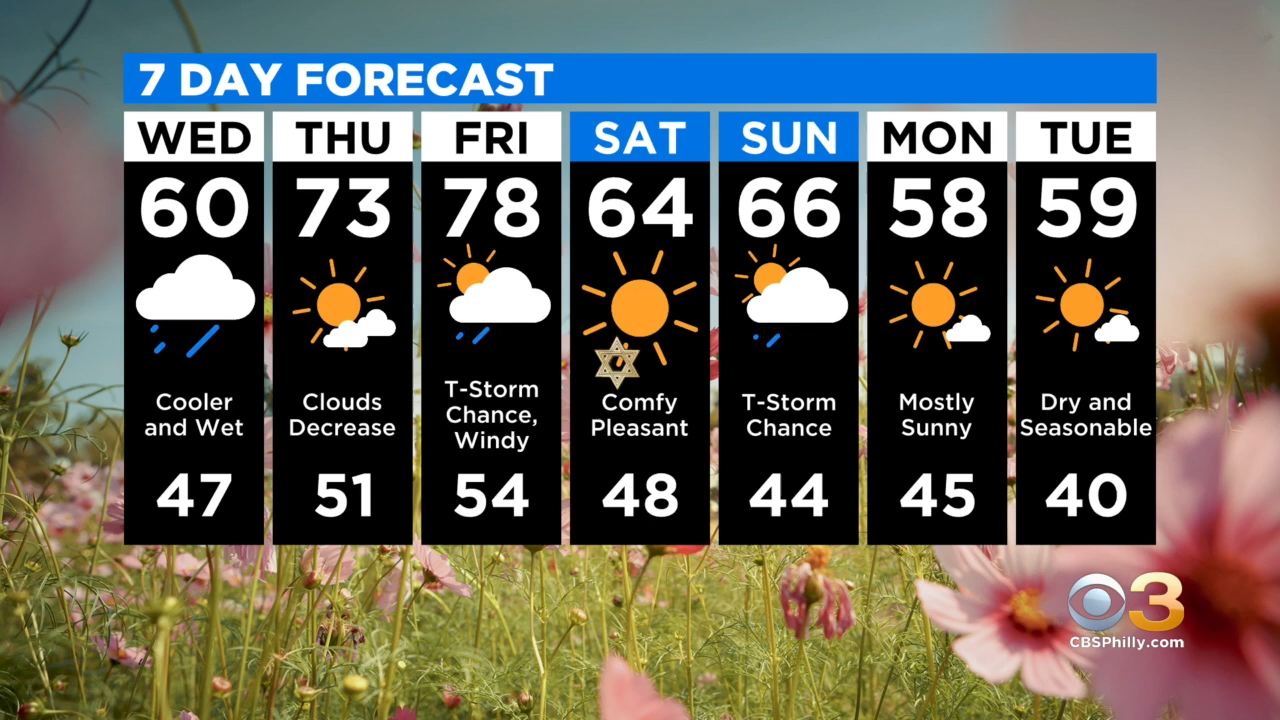 7 DAY FORECAST
WED THU FRI SAT SUN MON TUE
60 73 78 64 66 58 59
Cooler
and Wet
Clouds
Decrease
T-Storm
Chance,
Windy
Comfy
Pleasant
T-Storm
Chance
Mostly
Sunny
Dry and
Seasonable
47 51 54 48 44 45 40
3
CBSPhilly.com